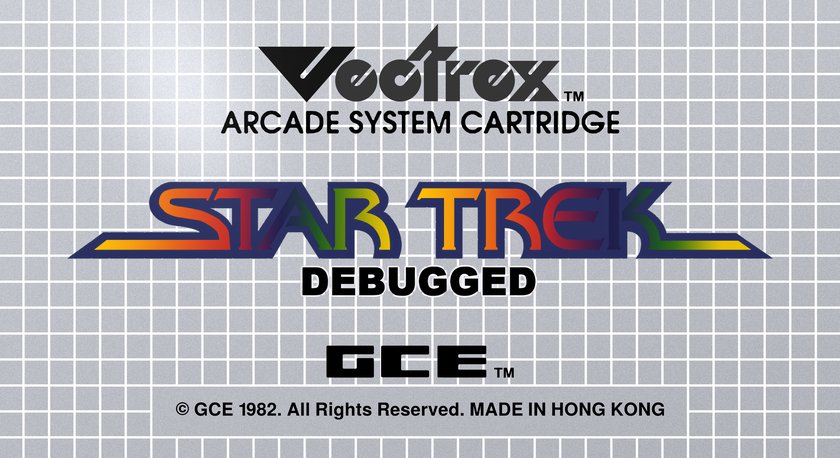 Vectrex™
ARCADE SYSTEM CARTRIDGE
STAR TREK
DEBUGGED
GCE™
© GCE 1982. All Rights Reserved. MADE IN HONG KONG